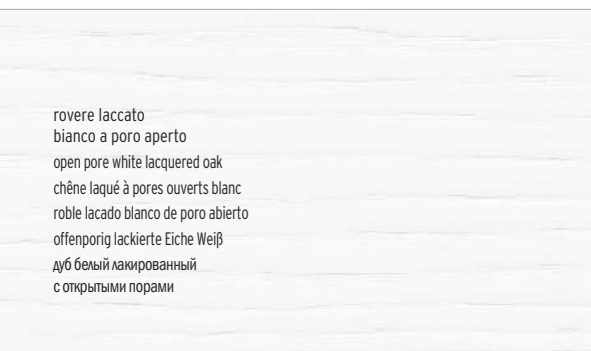 rovere laccato
bianco a poro aperto
open pore white lacquered oak
chêne laqué à pores ouverts blanc
roble lacado blanco de poro abierto
offenporig lackierte Eiche Weiß
дуб белый лакированный
с открытыми порами